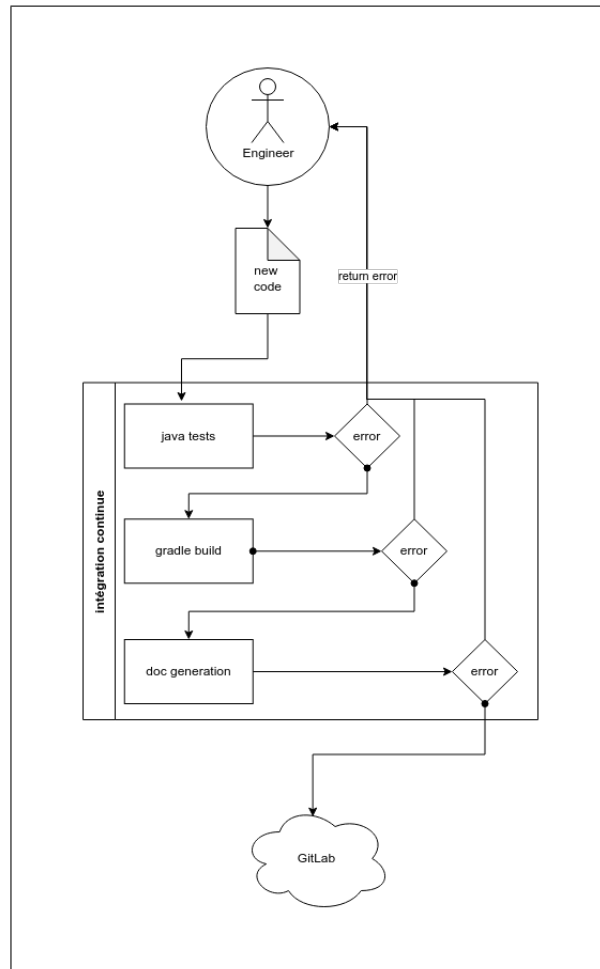 Engineer
new
code
return error
intégration continue
java tests
error
gradle build
error
doc generation
error
GitLab